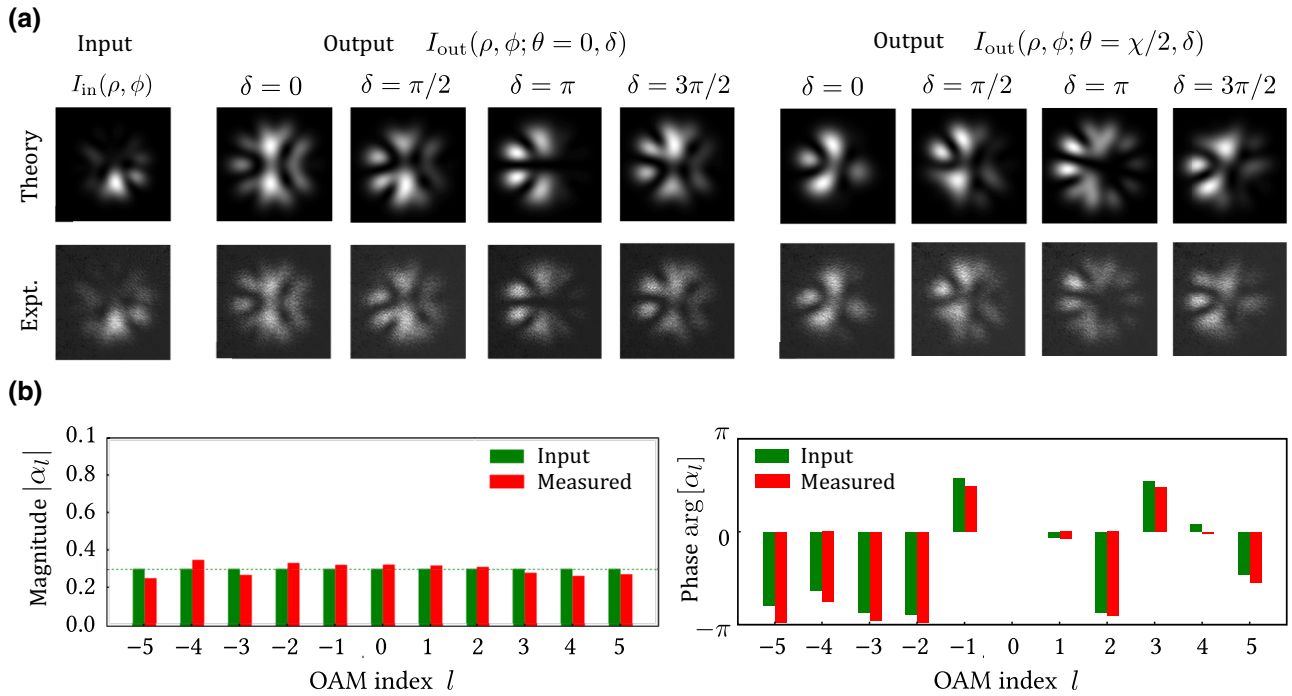 (a)
Input Output I_out(ρ, ϕ; θ = 0, δ) Output I_out(ρ, ϕ; θ = χ/2, δ)
I_in(ρ, ϕ) δ = 0 δ = π/2 δ = π δ = 3π/2 δ = 0 δ = π/2 δ = π δ = 3π/2
Theory
Expt.
(b)
Magnitude |α_l|
0.1
0.8
0.6
0.4
0.2
0.0
Input
Measured
−5 −4 −3 −2 −1 0 1 2 3 4 5
OAM index l
Phase arg [α_l]
π
0
−π
Input
Measured
−5 −4 −3 −2 −1 0 1 2 3 4 5
OAM index l